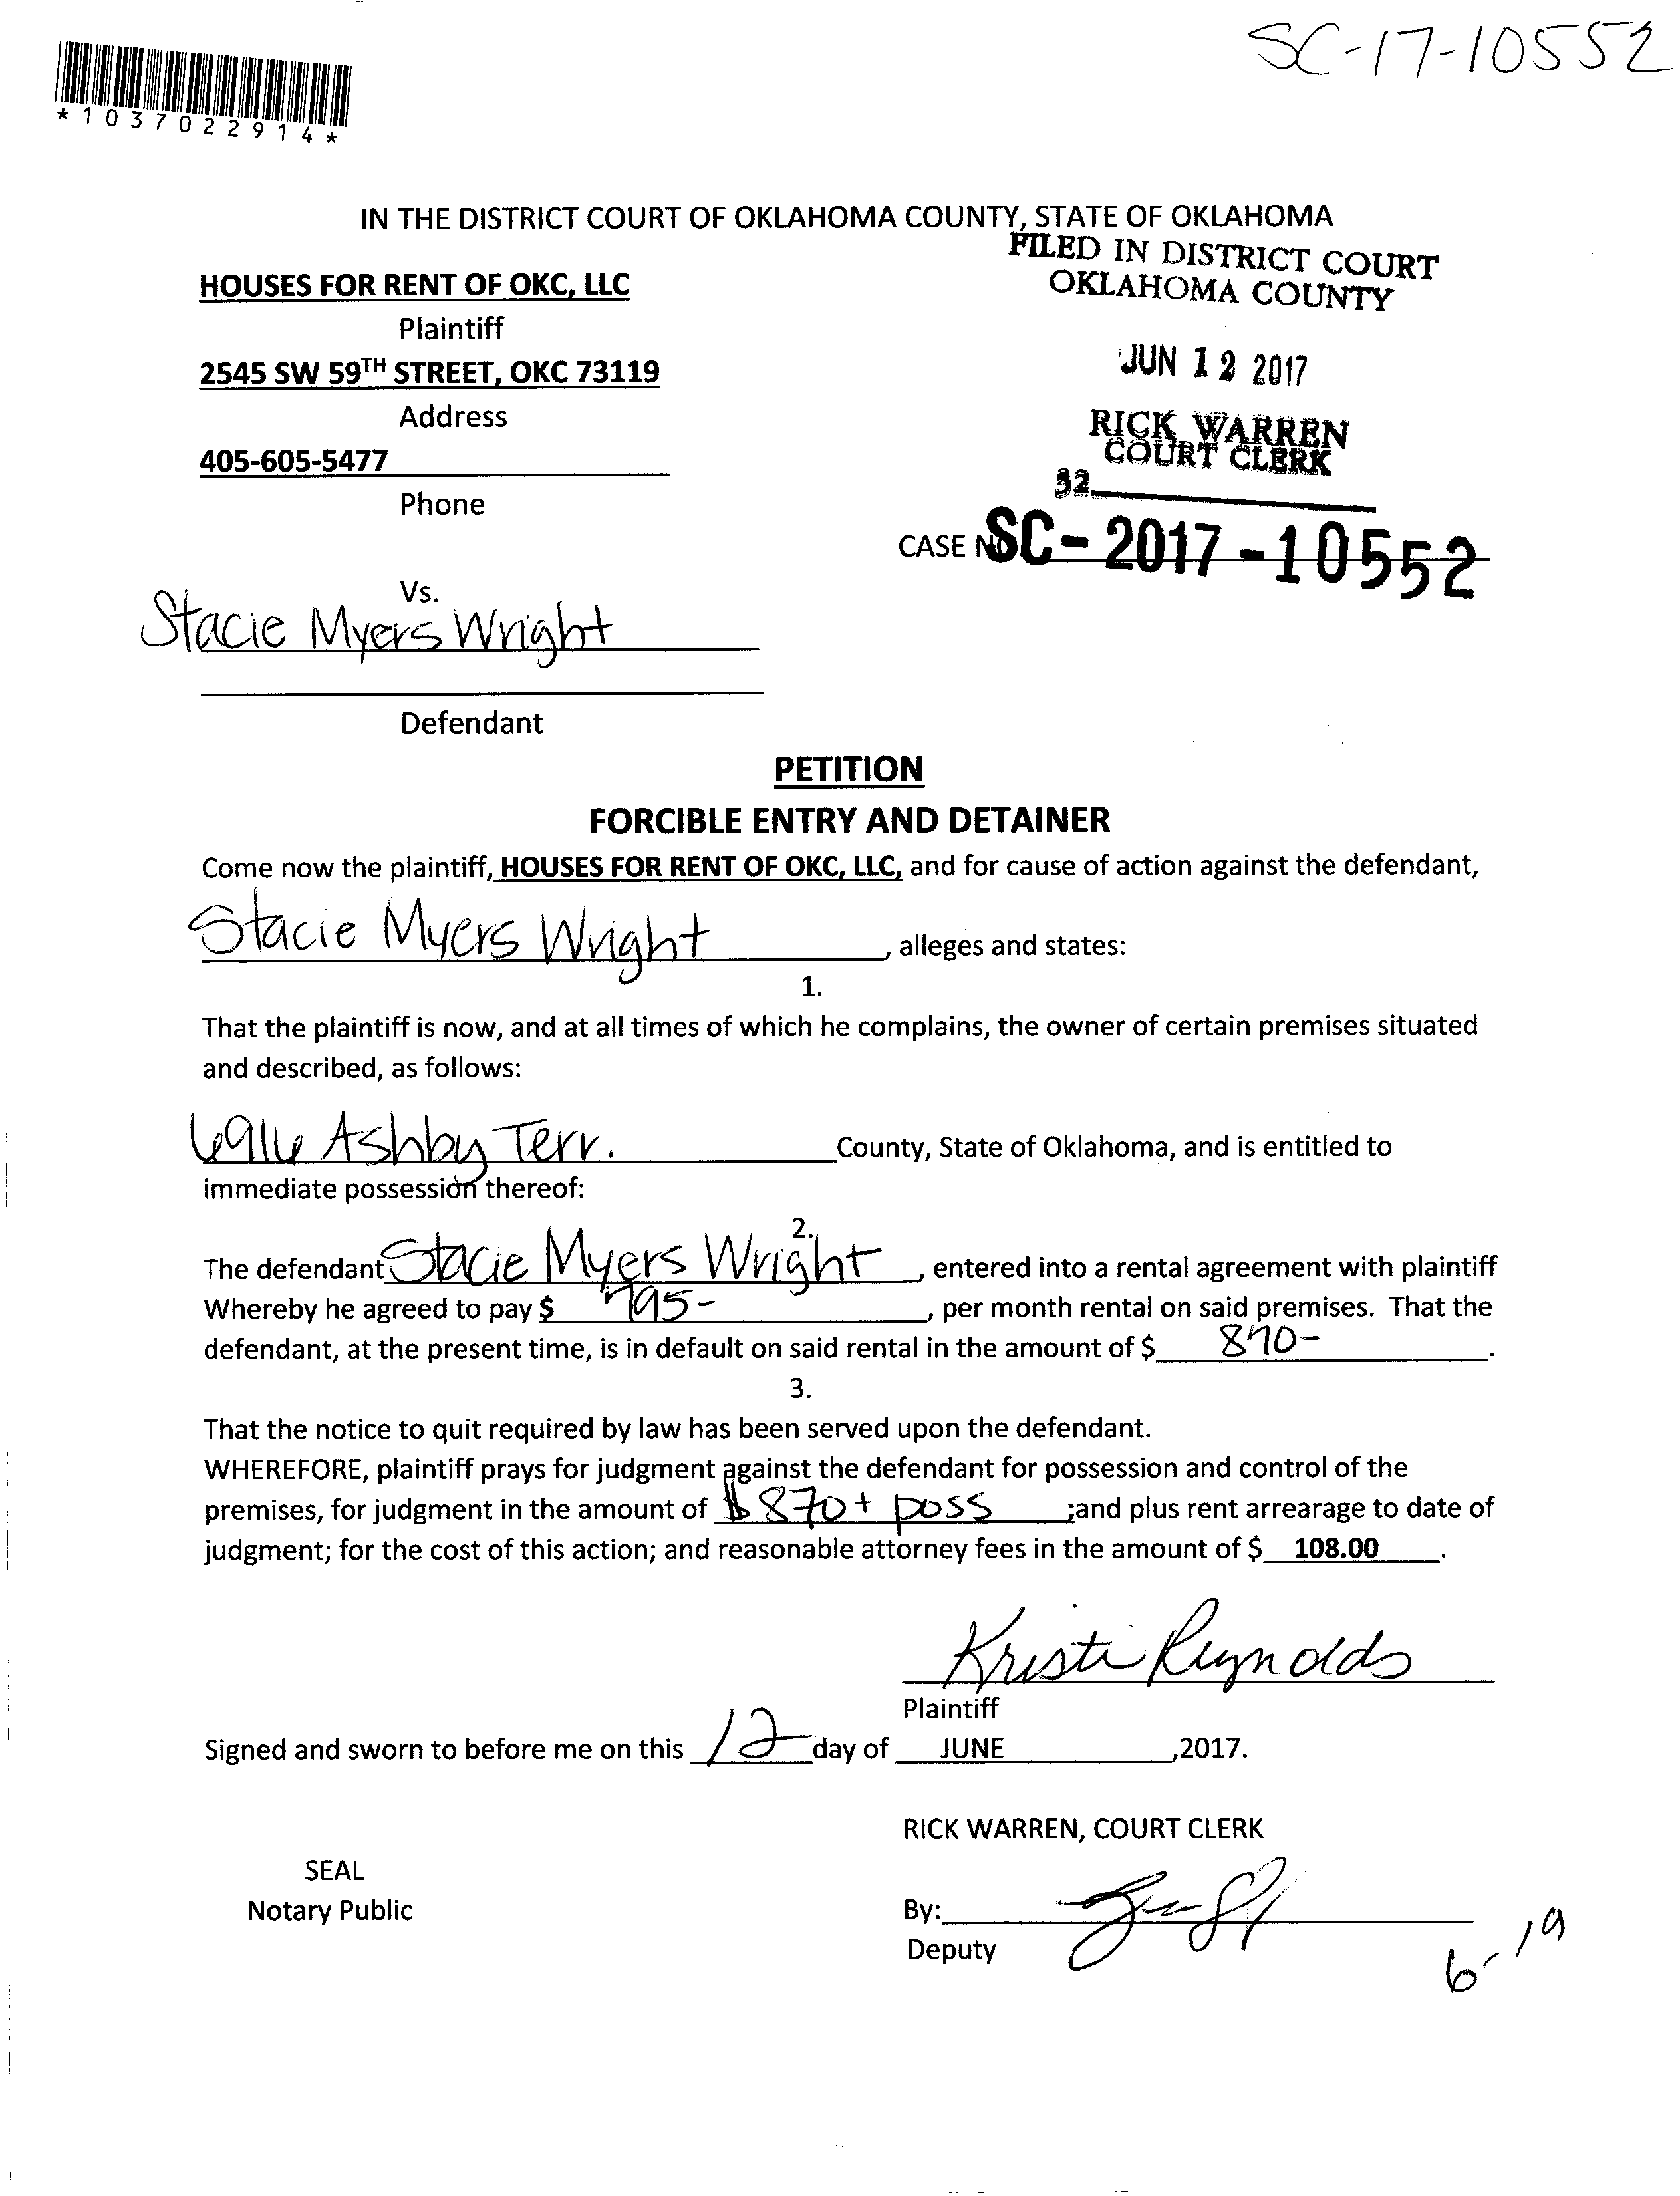 SC-17-10552
*1037022914*
IN THE DISTRICT COURT OF OKLAHOMA COUNTY, STATE OF OKLAHOMA
FILED IN DISTRICT COURT
OKLAHOMA COUNTY
HOUSES FOR RENT OF OKC, LLC
Plaintiff
2545 SW 59TH STREET, OKC 73119
Address
405-605-5477
Phone
JUN 12 2017
RICK WARREN
COURT CLERK
32
CASE NO SC-2017-10552
Vs.
Stacie Myers Wright
Defendant
PETITION
FORCIBLE ENTRY AND DETAINER
Come now the plaintiff, HOUSES FOR RENT OF OKC, LLC, and for cause of action against the defendant,
Stacie Myers Wright, alleges and states:
1.
That the plaintiff is now, and at all times of which he complains, the owner of certain premises situated
and described, as follows:
6916 Ashby Terr. County, State of Oklahoma, and is entitled to
immediate possession thereof:
2.
The defendant Stacie Myers Wright, entered into a rental agreement with plaintiff
Whereby he agreed to pay $ 795-, per month rental on said premises. That the
defendant, at the present time, is in default on said rental in the amount of $ 870-.
3.
That the notice to quit required by law has been served upon the defendant.
WHEREFORE, plaintiff prays for judgment against the defendant for possession and control of the
premises, for judgment in the amount of $870+ poss ;and plus rent arrearage to date of
judgment; for the cost of this action; and reasonable attorney fees in the amount of $ 108.00.
Kristi Reynolds
Plaintiff
Signed and sworn to before me on this 12 day of JUNE ,2017.
RICK WARREN, COURT CLERK
SEAL
Notary Public
By:
Deputy
6-19